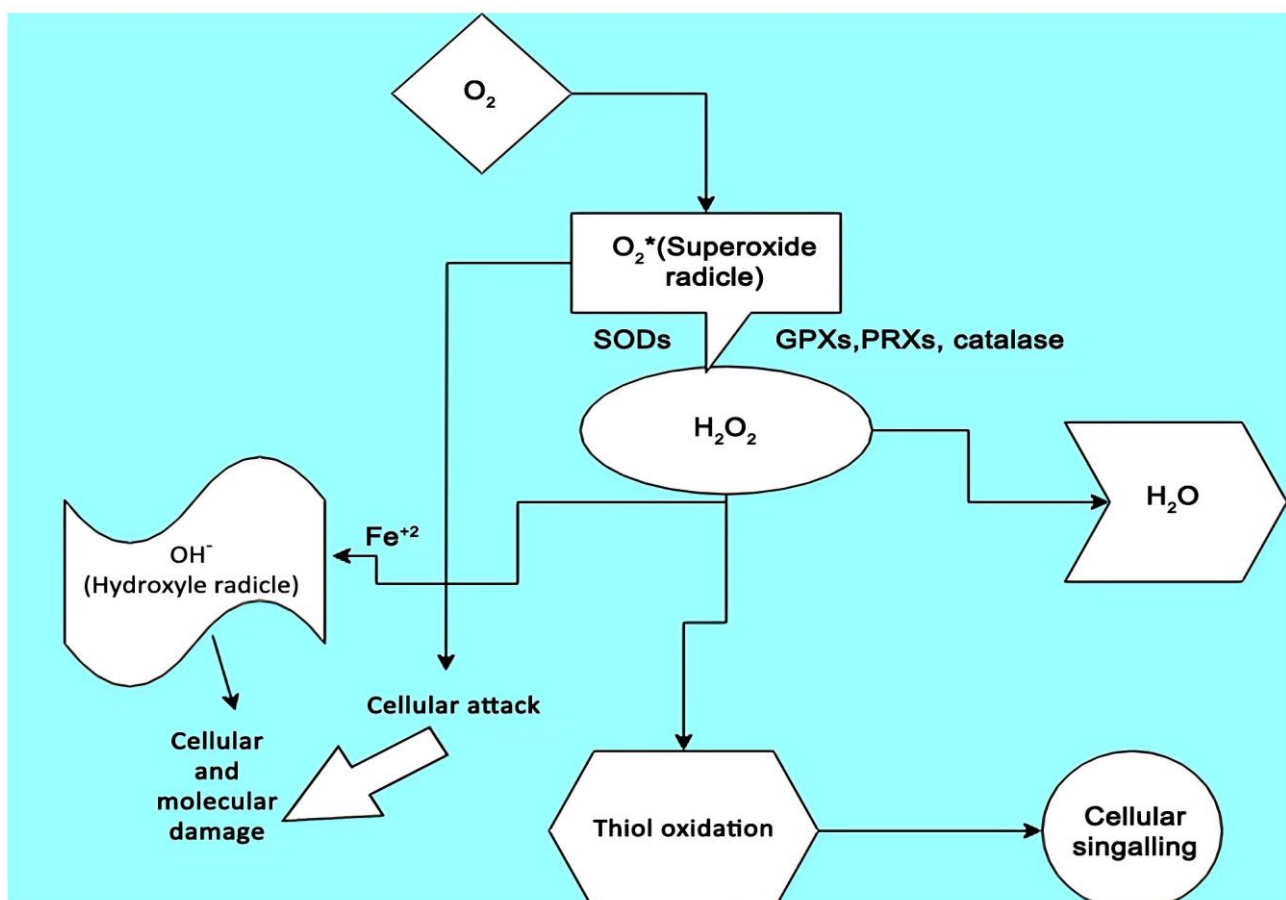 O₂
O₂*(Superoxide
radicle)
SODs
GPXs,PRXs, catalase
H₂O₂
H₂O
Fe⁺²
OH⁻
(Hydroxyle radicle)
Cellular attack
Cellular
and
molecular
damage
Thiol oxidation
Cellular
singalling